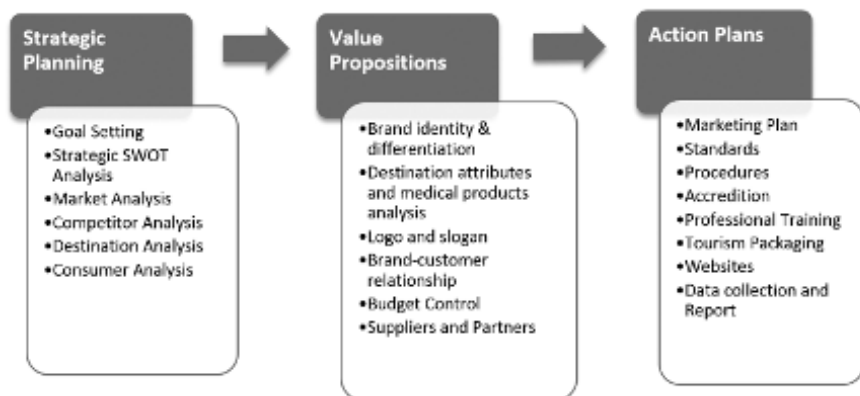 Strategic
Planning
•Goal Setting
•Strategic SWOT
Analysis
•Market Analysis
•Competitor Analysis
•Destination Analysis
•Consumer Analysis
Value
Propositions
•Brand identity &
differentiation
•Destination attributes
and medical products
analysis
•Logo and slogan
•Brand-customer
relationship
•Budget Control
•Suppliers and Partners
Action Plans
•Marketing Plan
•Standards
•Procedures
•Accredition
•Professional Training
•Tourism Packaging
•Websites
•Data collection and
Report